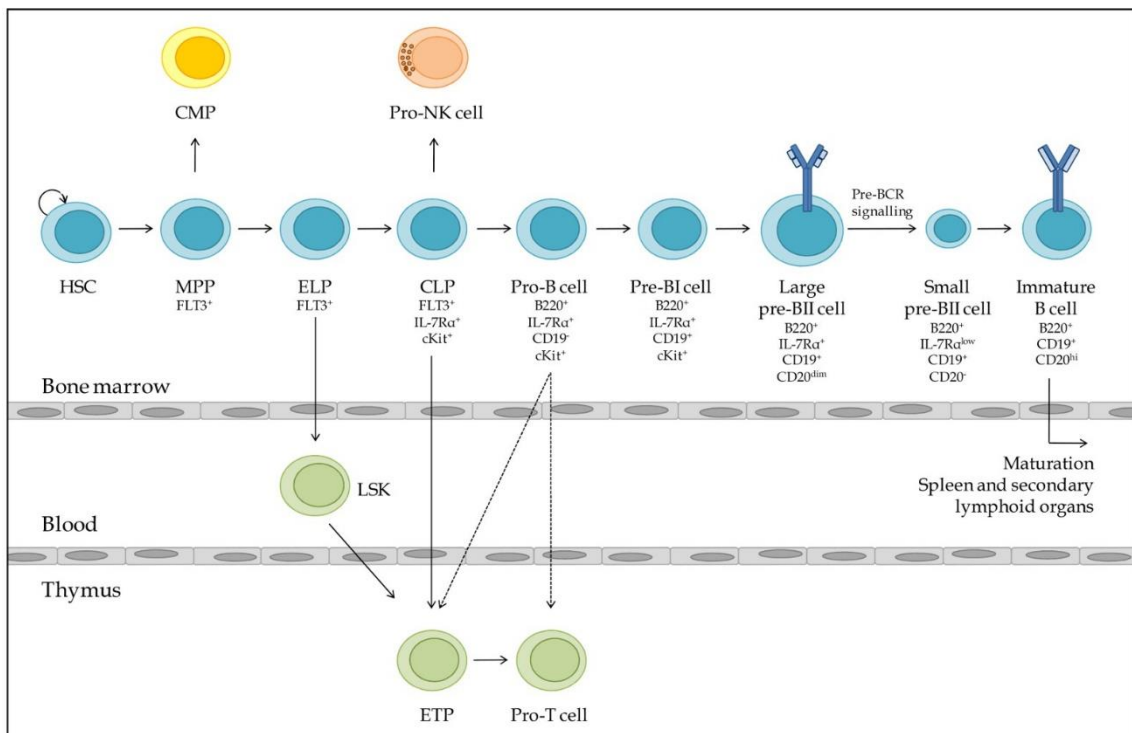 CMP
Pro-NK cell
Pre-BCR
signalling
HSC
MPP
FLT3⁺
ELP
FLT3⁺
CLP
FLT3⁺
IL-7Rα⁺
cKit⁺
Pro-B cell
B220⁺
IL-7Rα⁺
CD19⁻
cKit⁺
Pre-BI cell
B220⁺
IL-7Rα⁺
CD19⁺
cKit⁺
Large
pre-BII cell
B220⁺
IL-7Rα⁺
CD19⁺
CD20ᵈⁱᵐ
Small
pre-BII cell
B220⁺
IL-7Rαˡᵒʷ
CD19⁺
CD20⁻
Immature
B cell
B220⁺
CD19⁺
CD20ʰⁱ
Bone marrow
LSK
Maturation
Spleen and secondary
lymphoid organs
Blood
Thymus
ETP
Pro-T cell